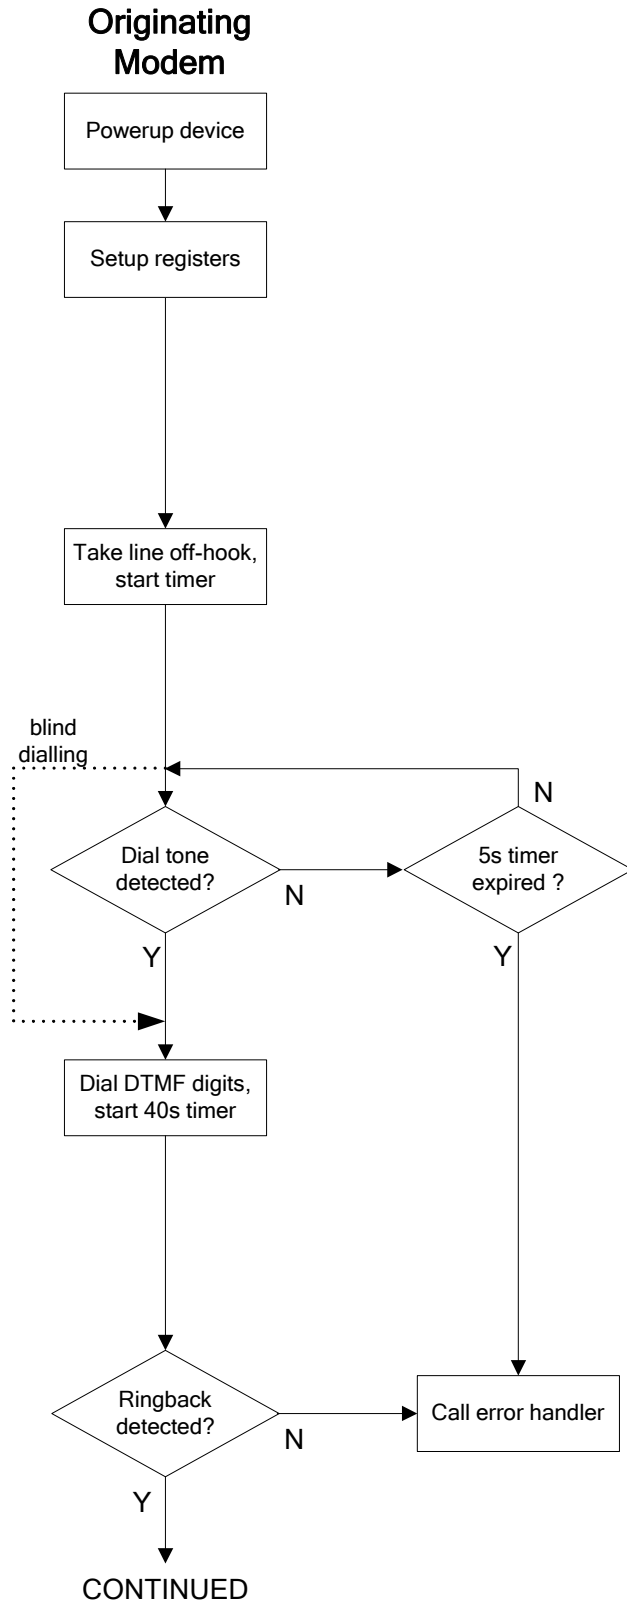 Originating
Modem
Powerup device
Setup registers
Take line off-hook,
start timer
blind
dialling
N
Dial tone
detected?
5s timer
expired ?
N
Y
Y
Dial DTMF digits,
start 40s timer
Ringback
detected?
Call error handler
N
Y
CONTINUED